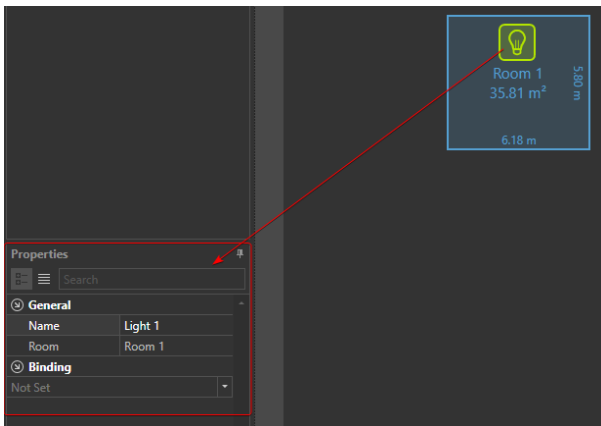 Room 1
35.81 m²
5.80 m
6.18 m
Properties
Search
General
Name Light 1
Room Room 1
Binding
Not Set